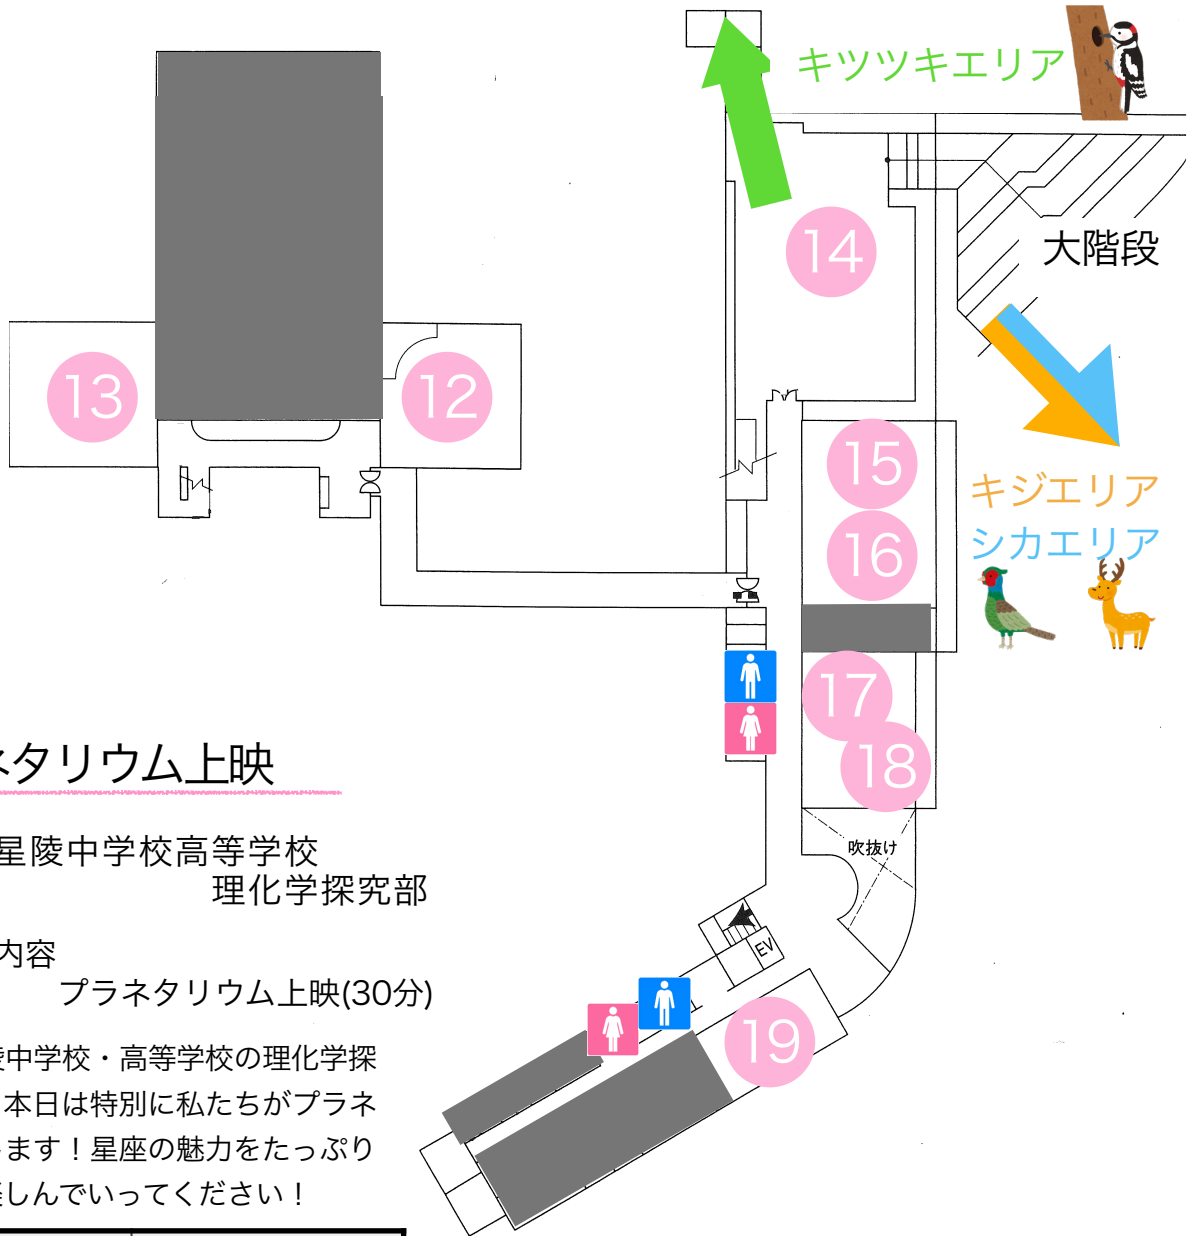 キツツキエリア
14
大階段
13
12
15
キジエリア
16
シカエリア
17
18
ネタリウム上映
星陵中学校高等学校
理化学探究部
吹抜け
内容
EV
プラネタリウム上映(30分)
19
陵中学校・高等学校の理化学探
本日は特別に私たちがプラネ
ます！星座の魅力をたっぷり
楽しんでいってください！